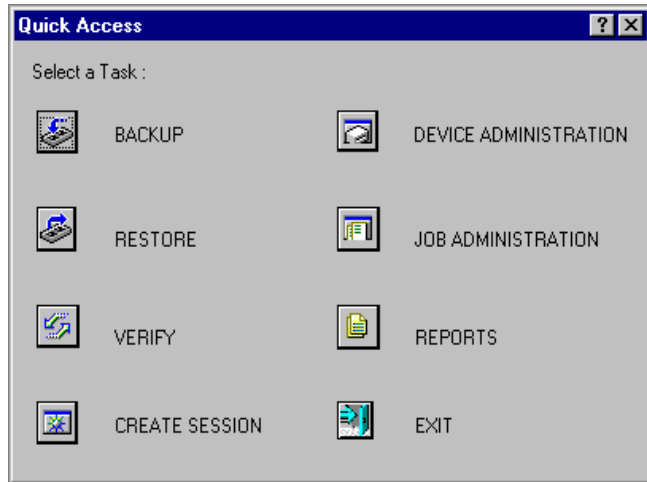 Quick Access
Select a Task :
BACKUP
DEVICE ADMINISTRATION
RESTORE
JOB ADMINISTRATION
VERIFY
REPORTS
CREATE SESSION
EXIT